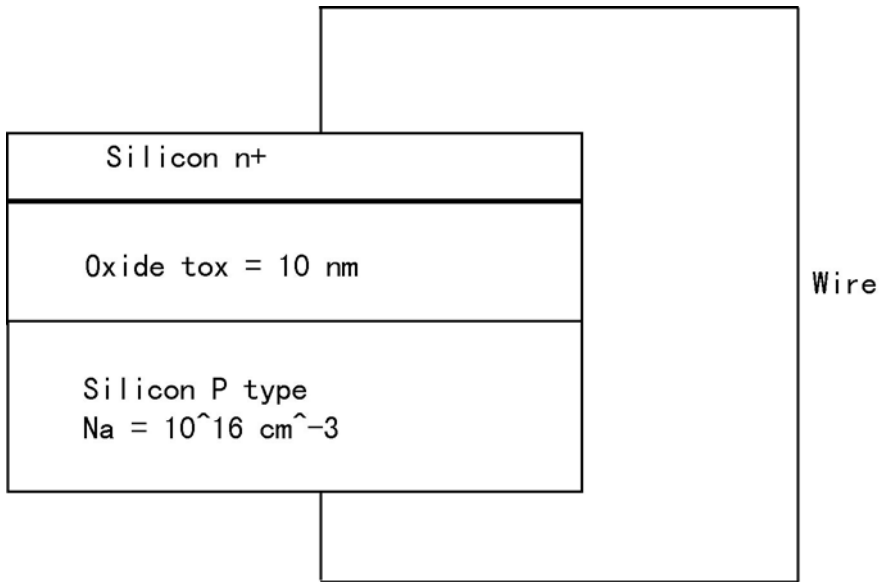 Silicon n+
Oxide tox = 10 nm
Wire
Silicon P type
Na = 10^16 cm^-3